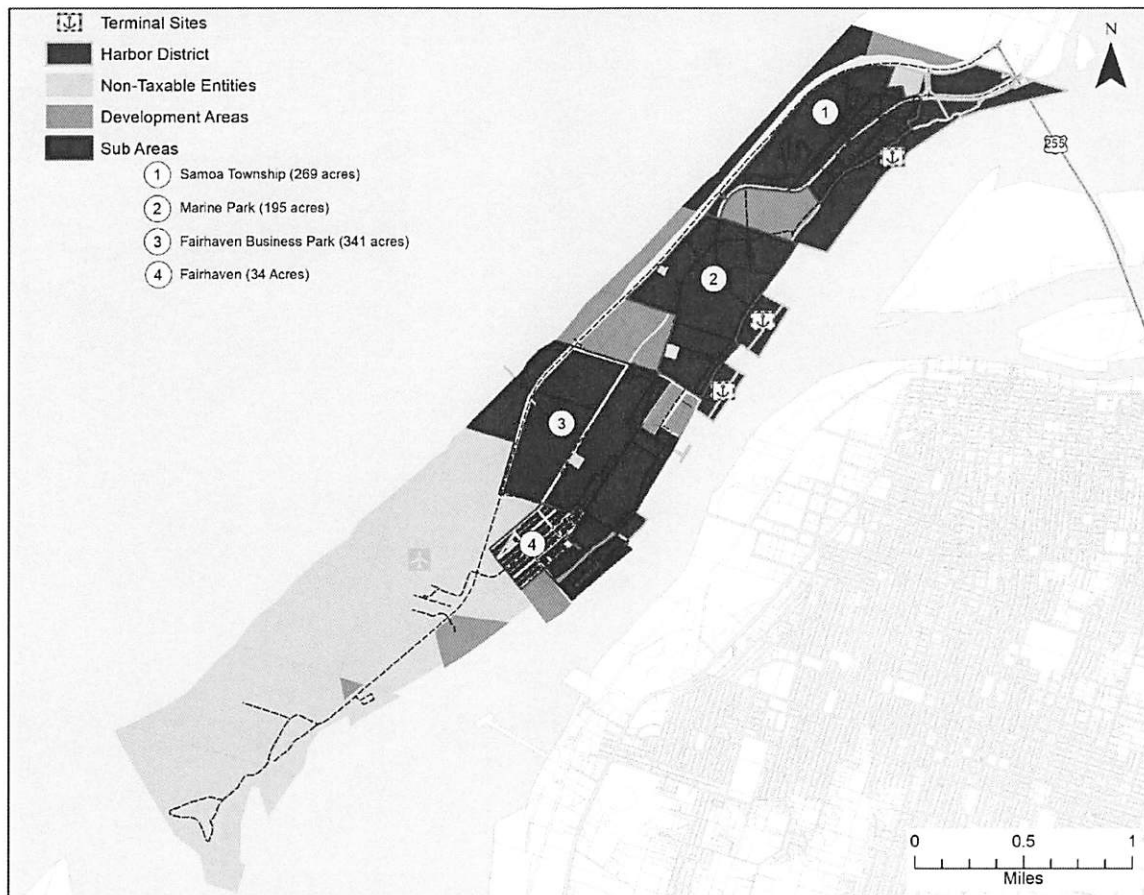 Terminal Sites
Harbor District
Non-Taxable Entities
Development Areas
Sub Areas
1 Samoa Township (269 acres)
2 Marine Park (195 acres)
3 Fairhaven Business Park (341 acres)
4 Fairhaven (34 Acres)
N
1
255
2
3
4
0 0.5 1
Miles